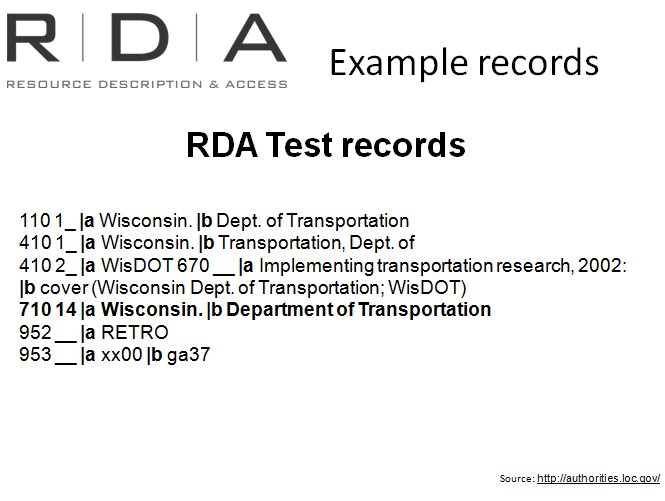 R | D | A
RESOURCE DESCRIPTION & ACCESS
Example records
RDA Test records
110 1_ |a Wisconsin. |b Dept. of Transportation
410 1_ |a Wisconsin. |b Transportation, Dept. of
410 2_ |a WisDOT 670 __ |a Implementing transportation research, 2002:
|b cover (Wisconsin Dept. of Transportation; WisDOT)
710 14 |a Wisconsin. |b Department of Transportation
952 __ |a RETRO
953 __ |a xx00 |b ga37
Source: http://authorities.loc.gov/